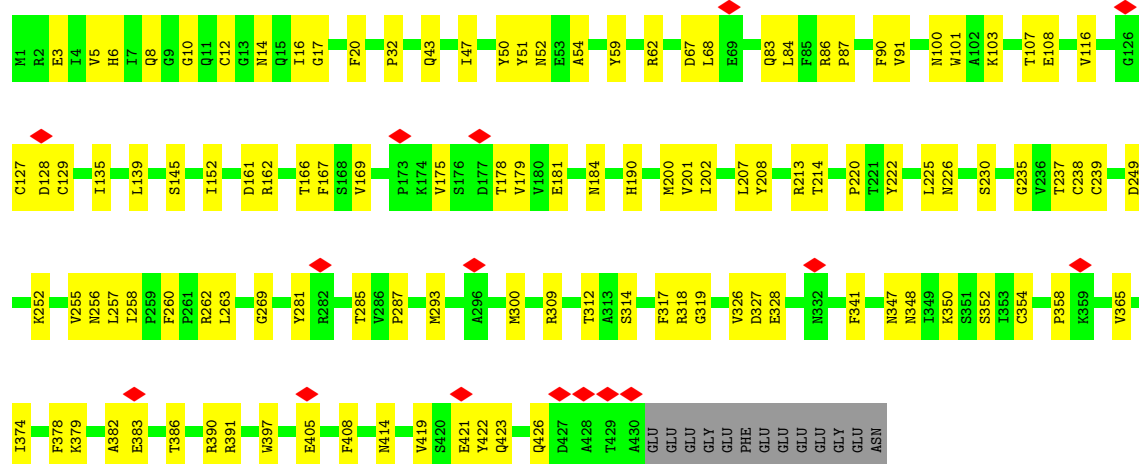 M1 R2 E3 I4 V5 H6 I7 Q8 G9 G10 Q11 C12 G13 N14 Q15 I16 G17 F20 P32 Q43 I47 Y50 Y51 N52 E53 A54 Y59 R62 D67 L68 E69 Q83 L84 F85 R86 P87 F90 V91 N100 W101 A102 K103 T107 E108 V116 G126
C127 D128 C129 I135 L139 S145 I152 D161 R162 T166 F167 S168 V169 P173 K174 V175 S176 D177 T178 V179 V180 E181 N184 H190 M200 V201 I202 L207 Y208 R213 T214 P220 T221 Y222 L225 N226 S230 G235 V236 T237 C238 C239 D249
K252 V255 N256 L257 I258 P259 F260 P261 R262 L263 G269 Y281 R282 T285 V286 P287 M293 A296 M300 R309 T312 A313 S314 F317 R318 G319 V326 D327 E328 N332 F341 N347 N348 I349 K350 S351 S352 I353 C354 P358 K359 V365
I374 F378 K379 A382 E383 T386 R390 R391 W397 E405 F408 N414 V419 S420 E421 Y422 Q423 Q426 D427 A428 T429 A430 GLU GLU GLU GLY GLU PHE GLU GLU GLU GLU GLY GLU ASN